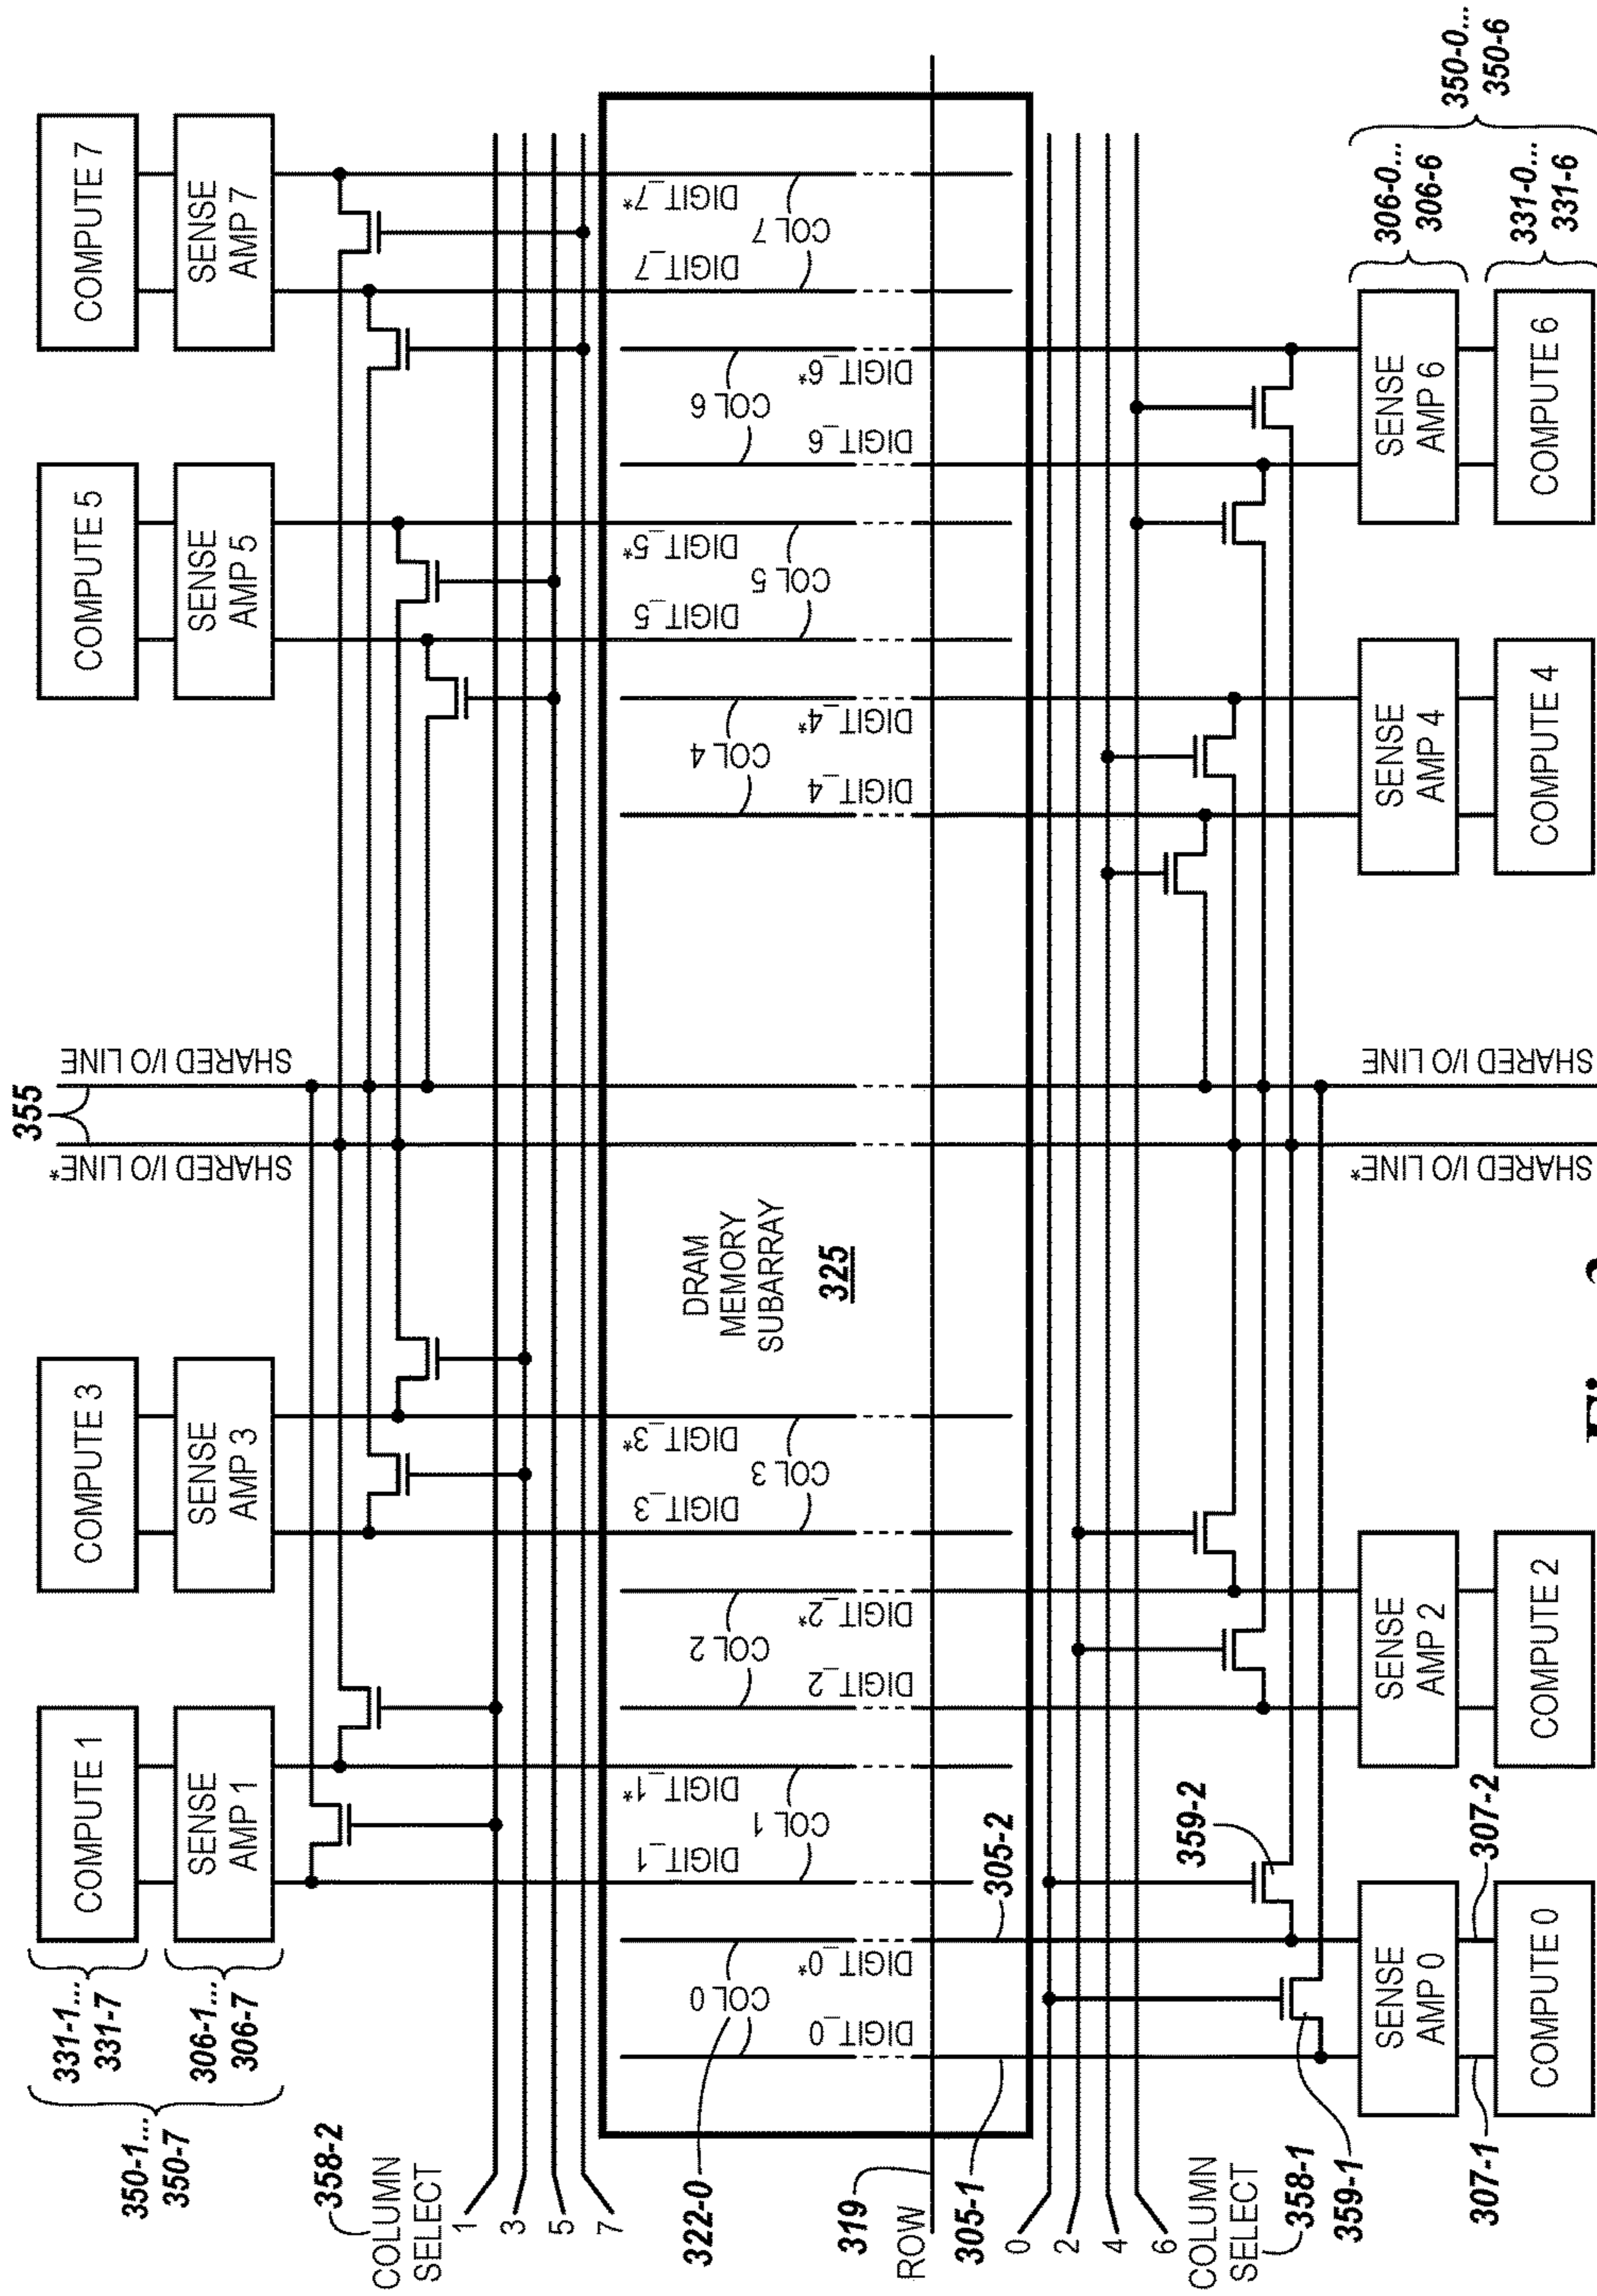 355
SHARED I/O LINE*
SHARED I/O LINE
350-1...
350-7
331-1...
331-7
306-1...
306-7
COMPUTE 1
COMPUTE 3
COMPUTE 5
COMPUTE 7
SENSE
AMP 1
SENSE
AMP 3
SENSE
AMP 5
SENSE
AMP 7
358-2
COLUMN
SELECT
1
3
5
7
322-0
DIGIT_0
COL 0
DIGIT_0*
DIGIT_1
COL 1
DIGIT_1*
DIGIT_2
COL 2
DIGIT_2*
DIGIT_3
COL 3
DIGIT_3*
DRAM
MEMORY
SUBARRAY
325
DIGIT_4
COL 4
DIGIT_4*
DIGIT_5
COL 5
DIGIT_5*
DIGIT_6
COL 6
DIGIT_6*
DIGIT_7
COL 7
DIGIT_7*
319
ROW
305-1
305-2
0
2
4
6
COLUMN
SELECT
358-1
359-1
359-2
307-1
307-2
SENSE
AMP 0
SENSE
AMP 2
SENSE
AMP 4
SENSE
AMP 6
COMPUTE 0
COMPUTE 2
COMPUTE 4
COMPUTE 6
SHARED I/O LINE*
SHARED I/O LINE
306-0...
306-6
331-0...
331-6
350-0...
350-6